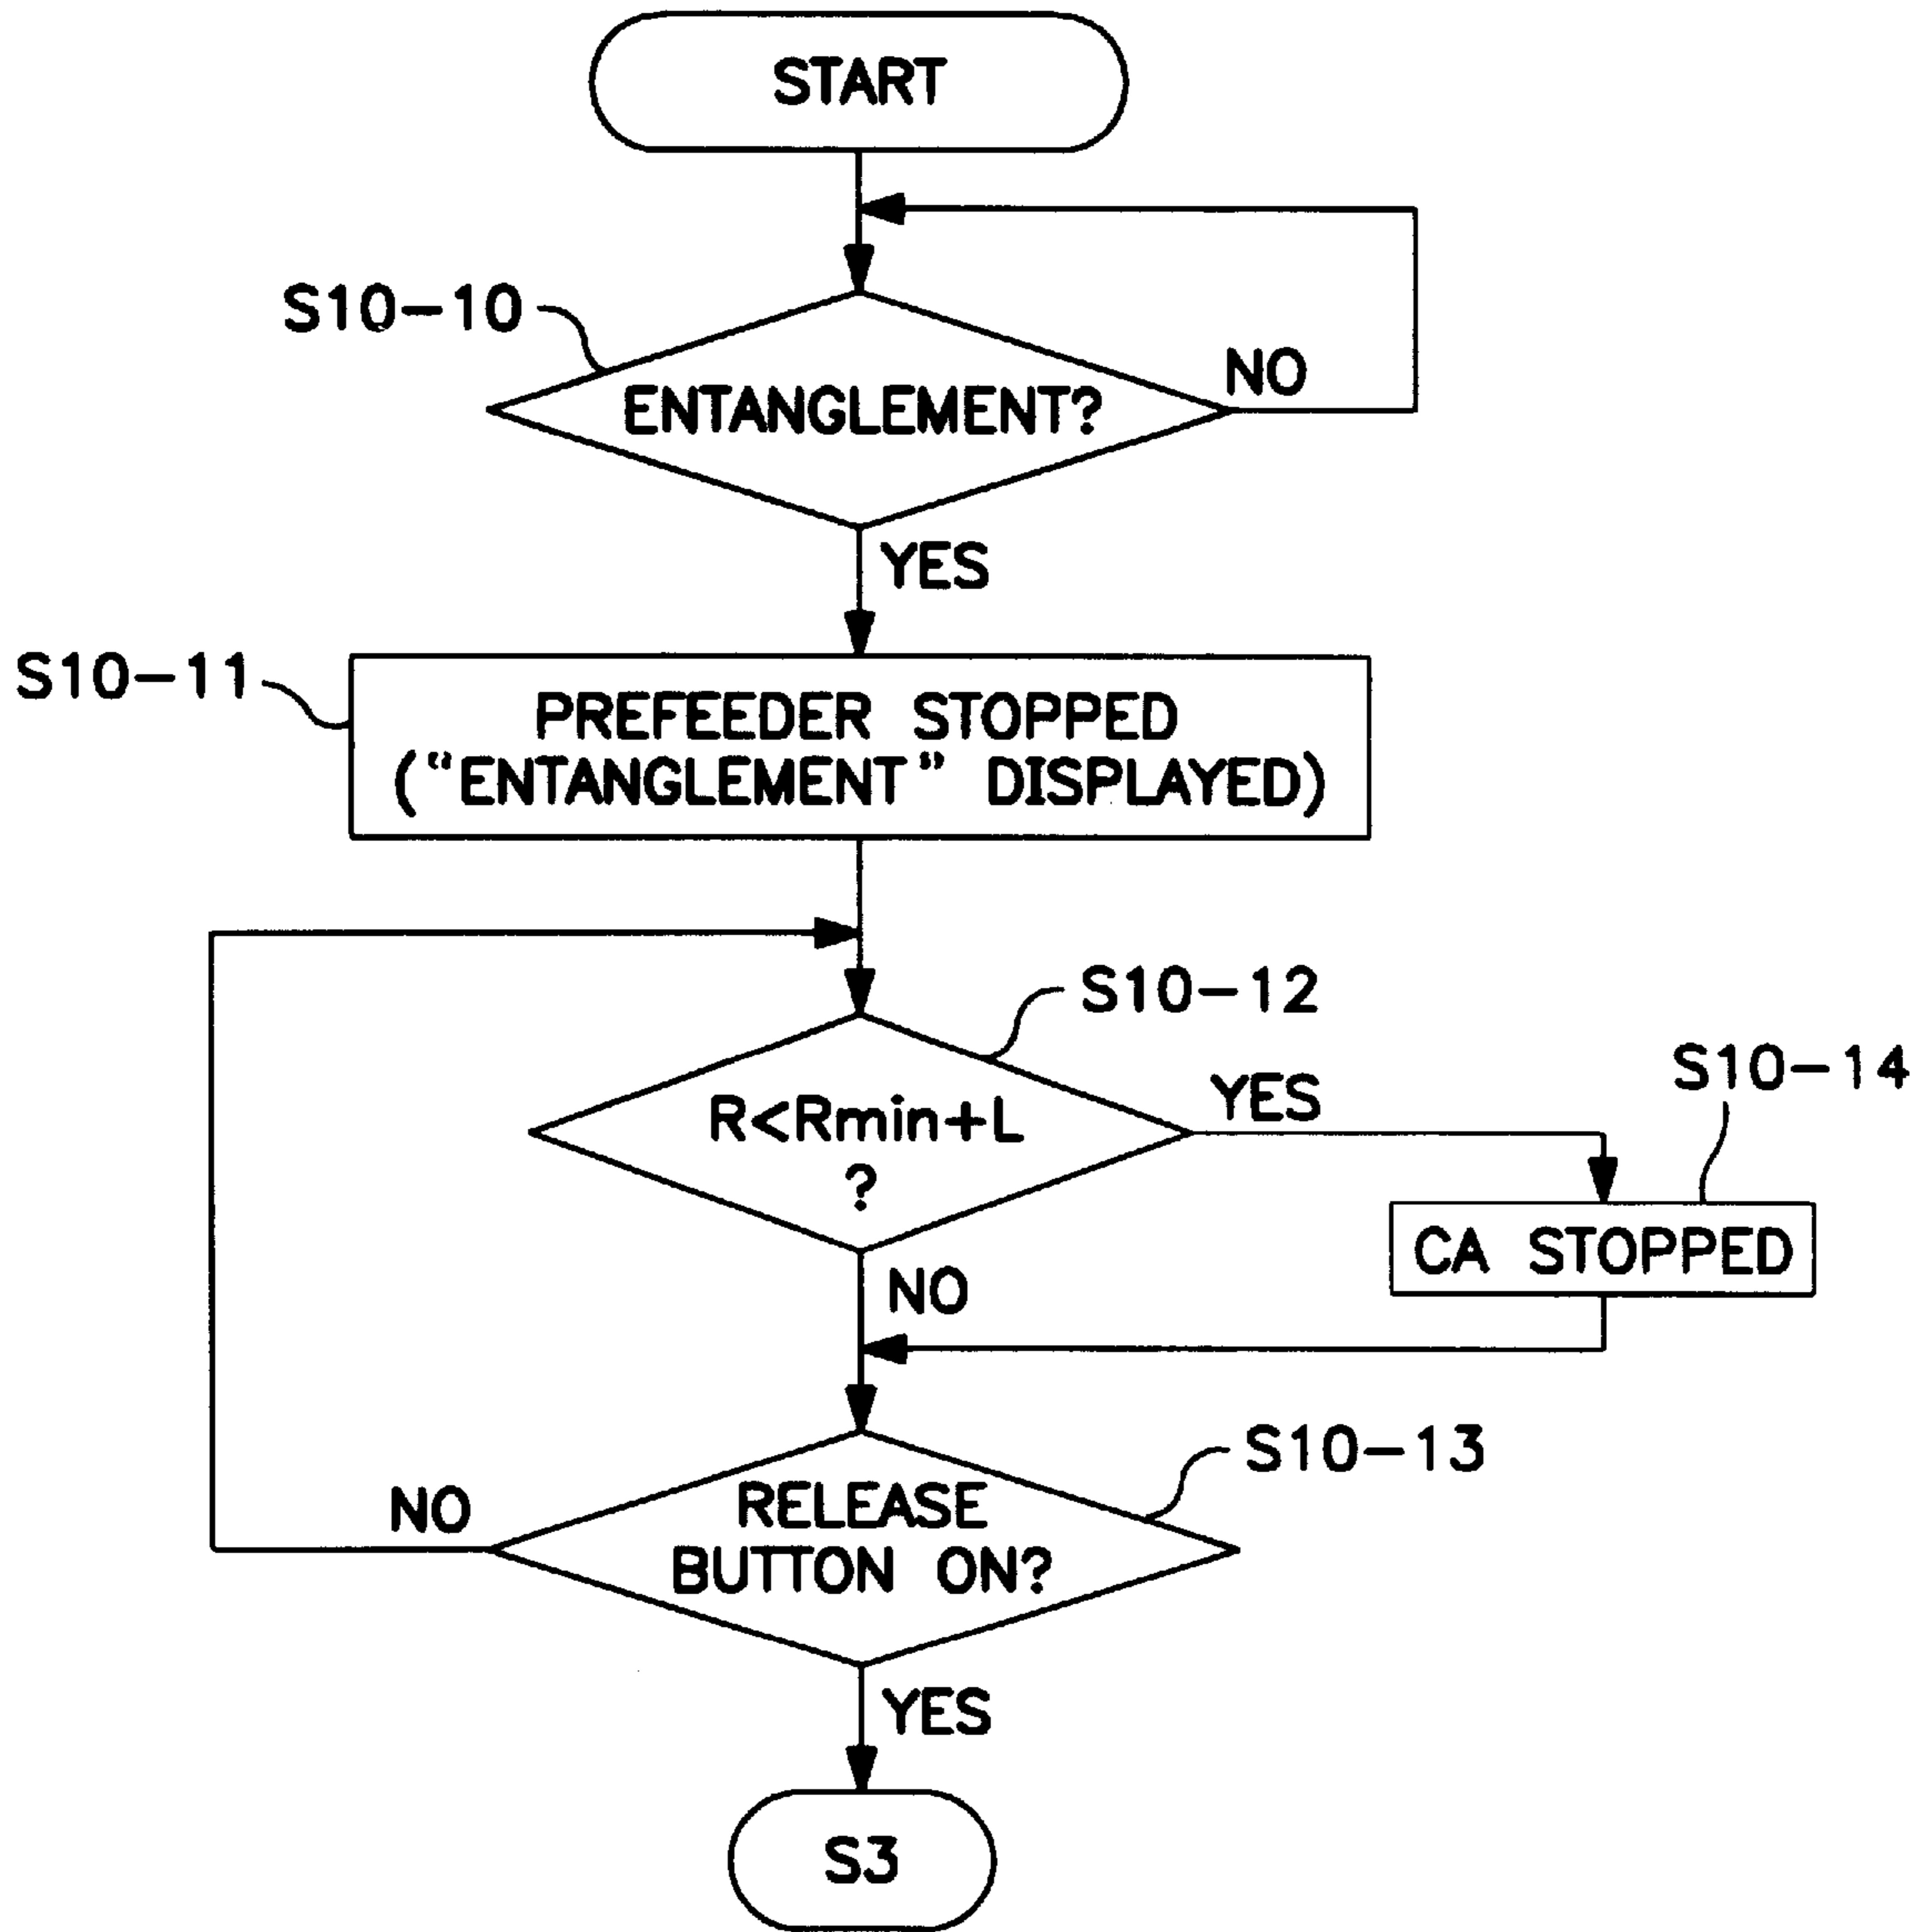 START
S10-10
ENTANGLEMENT?
NO
YES
S10-11
PREFEEDER STOPPED
("ENTANGLEMENT" DISPLAYED)
S10-12
R<Rmin+L
?
YES
S10-14
CA STOPPED
NO
S10-13
RELEASE
BUTTON ON?
NO
YES
S3